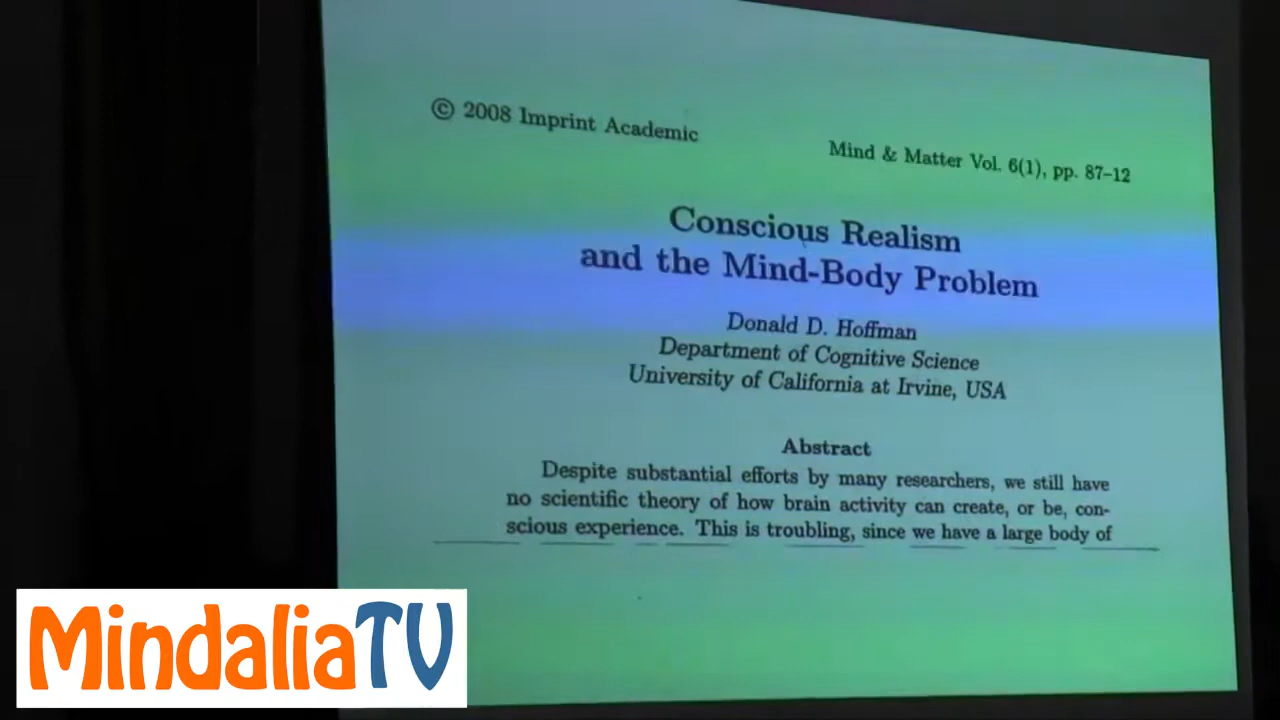 © 2008 Imprint Academic
Mind & Matter Vol. 6(1), pp. 87–12
Conscious Realism
and the Mind-Body Problem
Donald D. Hoffman
Department of Cognitive Science
University of California at Irvine, USA
Abstract
Despite substantial efforts by many researchers, we still have
no scientific theory of how brain activity can create, or be, con-
scious experience. This is troubling, since we have a large body of
MindaliaTV